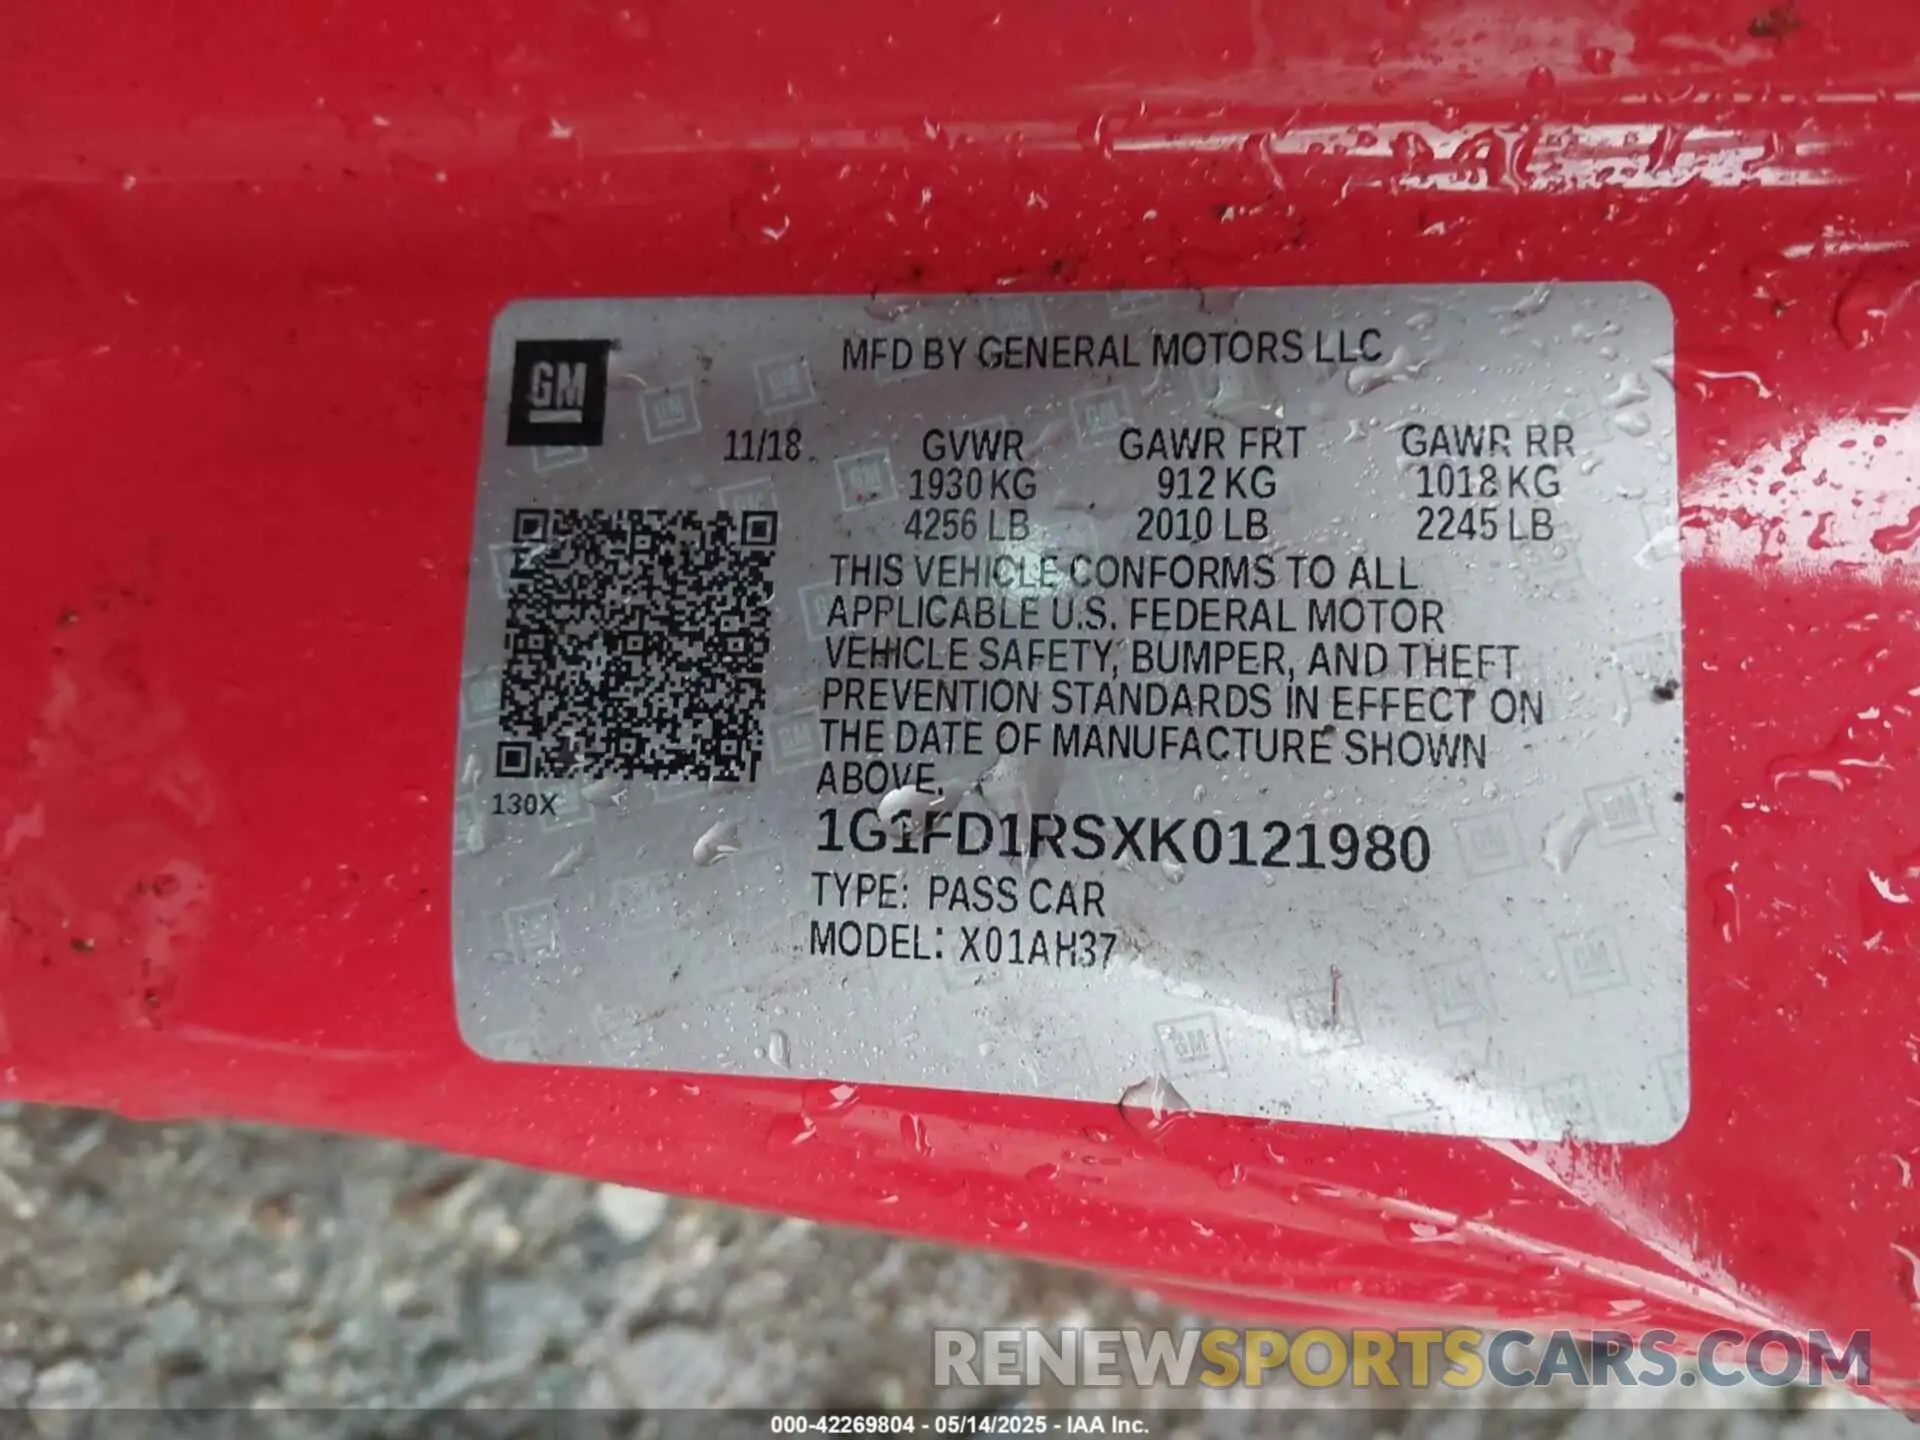 MFD BY GENERAL MOTORS LLC
GM
11/18 GVWR GAWR FRT GAWR RR
1930 KG 912 KG 1018 KG
4256 LB 2010 LB 2245 LB
THIS VEHICLE CONFORMS TO ALL
APPLICABLE U.S. FEDERAL MOTOR
VEHICLE SAFETY, BUMPER, AND THEFT
PREVENTION STANDARDS IN EFFECT ON
THE DATE OF MANUFACTURE SHOWN
ABOVE.
130X
1G1FD1RSXK0121980
TYPE: PASS CAR
MODEL: X01AH37
RENEWSPORTSCARS.COM
000-42269804 - 05/14/2025 - IAA Inc.